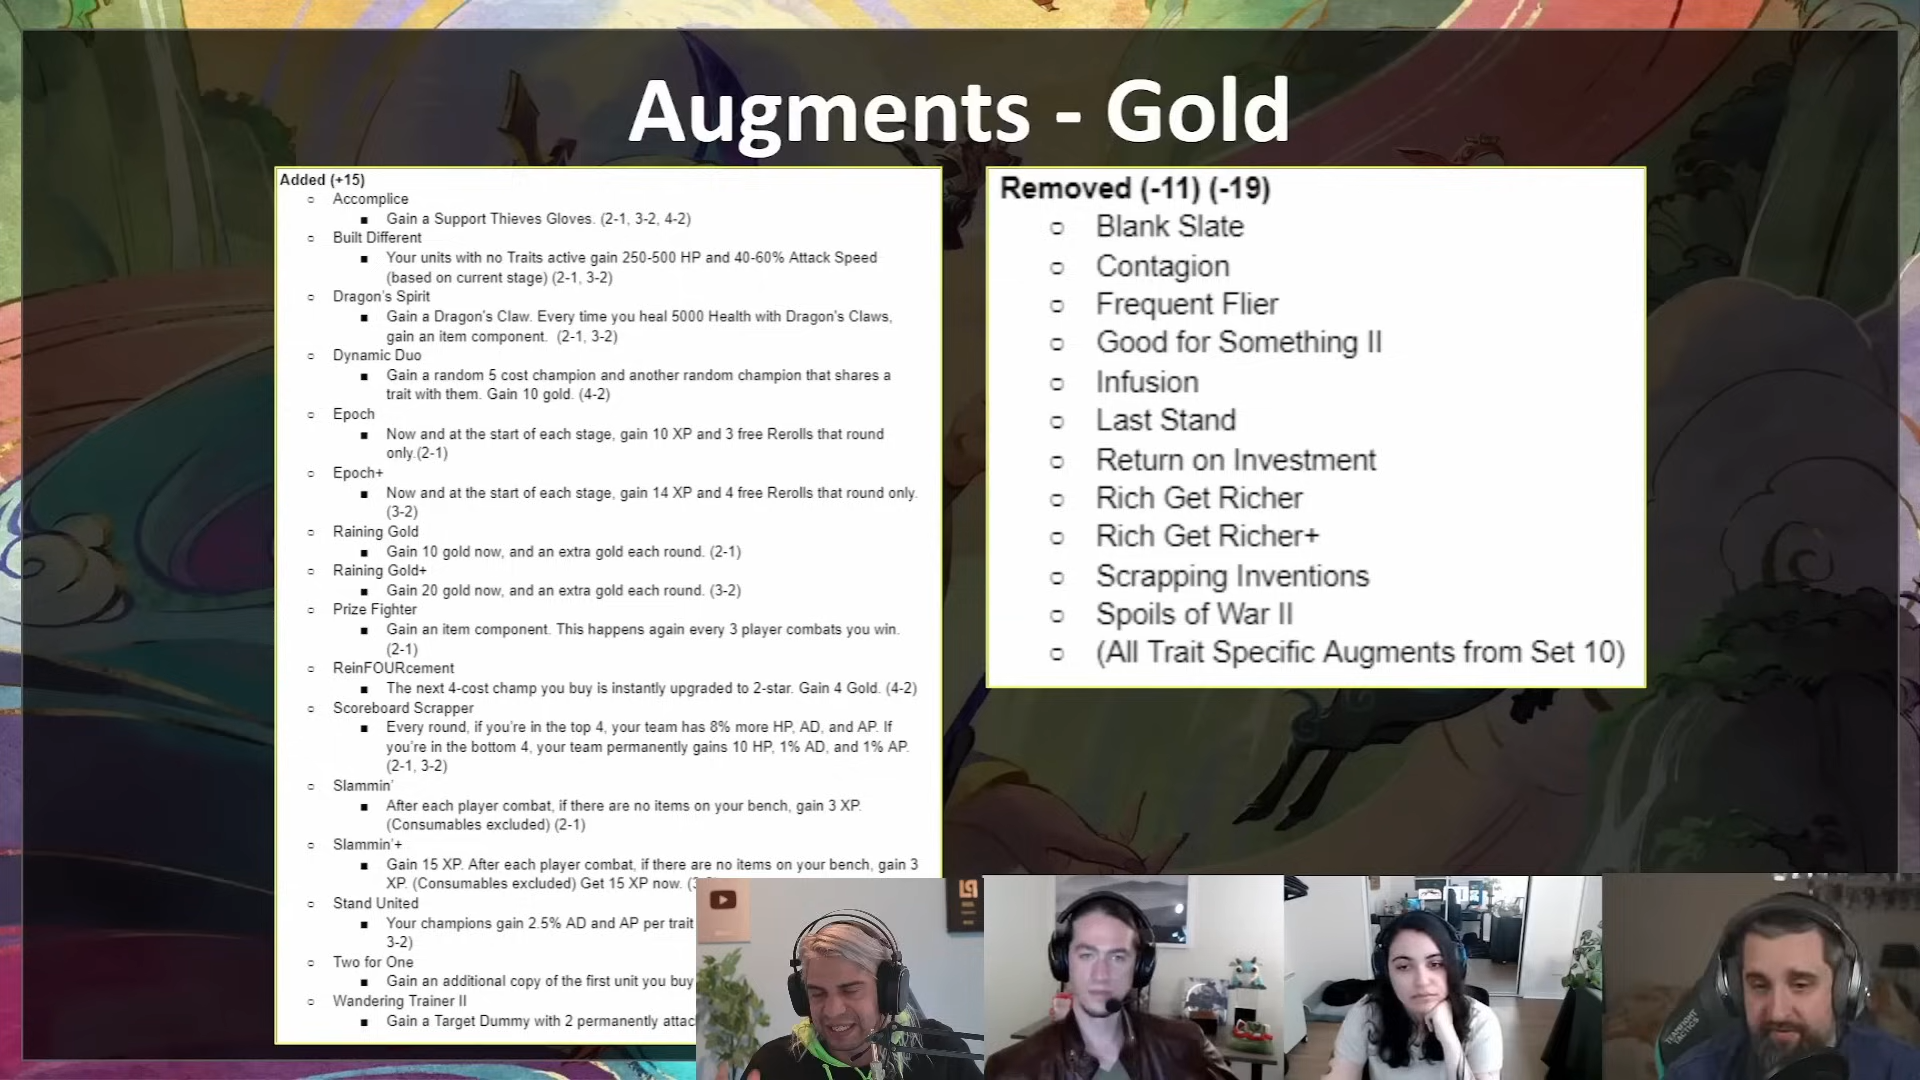 Augments - Gold
Added (+15)
Accomplice
Gain a Support Thieves Gloves. (2-1, 3-2, 4-2)
Built Different
Your units with no Traits active gain 250-500 HP and 40-60% Attack Speed
(based on current stage) (2-1, 3-2)
Dragon's Spirit
Gain a Dragon's Claw. Every time you heal 5000 Health with Dragon's Claws,
gain an item component. (2-1, 3-2)
Dynamic Duo
Gain a random 5 cost champion and another random champion that shares a
trait with them. Gain 10 gold. (4-2)
Epoch
Now and at the start of each stage, gain 10 XP and 3 free Rerolls that round
only.(2-1)
Epoch+
Now and at the start of each stage, gain 14 XP and 4 free Rerolls that round only.
(3-2)
Raining Gold
Gain 10 gold now, and an extra gold each round. (2-1)
Raining Gold+
Gain 20 gold now, and an extra gold each round. (3-2)
Prize Fighter
Gain an item component. This happens again every 3 player combats you win.
(2-1)
ReinFOURcement
The next 4-cost champ you buy is instantly upgraded to 2-star. Gain 4 Gold. (4-2)
Scoreboard Scrapper
Every round, if you're in the top 4, your team has 8% more HP, AD, and AP. If
you're in the bottom 4, your team permanently gains 10 HP, 1% AD, and 1% AP.
(2-1, 3-2)
Slammin'
After each player combat, if there are no items on your bench, gain 3 XP.
(Consumables excluded) (2-1)
Slammin'+
Gain 15 XP. After each player combat, if there are no items on your bench, gain 3
XP. (Consumables excluded) Get 15 XP now.
Stand United
Your champions gain 2.5% AD and AP per trait
3-2)
Two for One
Gain an additional copy of the first unit you buy
Wandering Trainer II
Gain a Target Dummy with 2 permanently
Removed (-11) (-19)
Blank Slate
Contagion
Frequent Flier
Good for Something II
Infusion
Last Stand
Return on Investment
Rich Get Richer
Rich Get Richer+
Scrapping Inventions
Spoils of War II
(All Trait Specific Augments from Set 10)